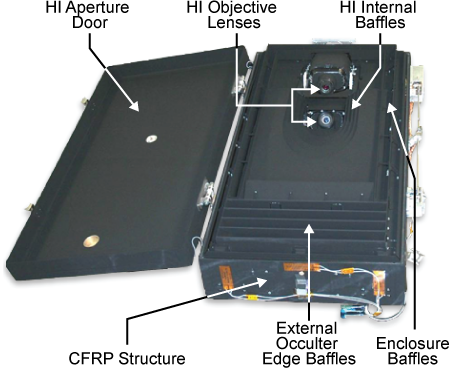 HI Aperture
Door
HI Objective
Lenses
HI Internal
Baffles
CFRP Structure
External
Occulter
Edge Baffles
Enclosure
Baffles